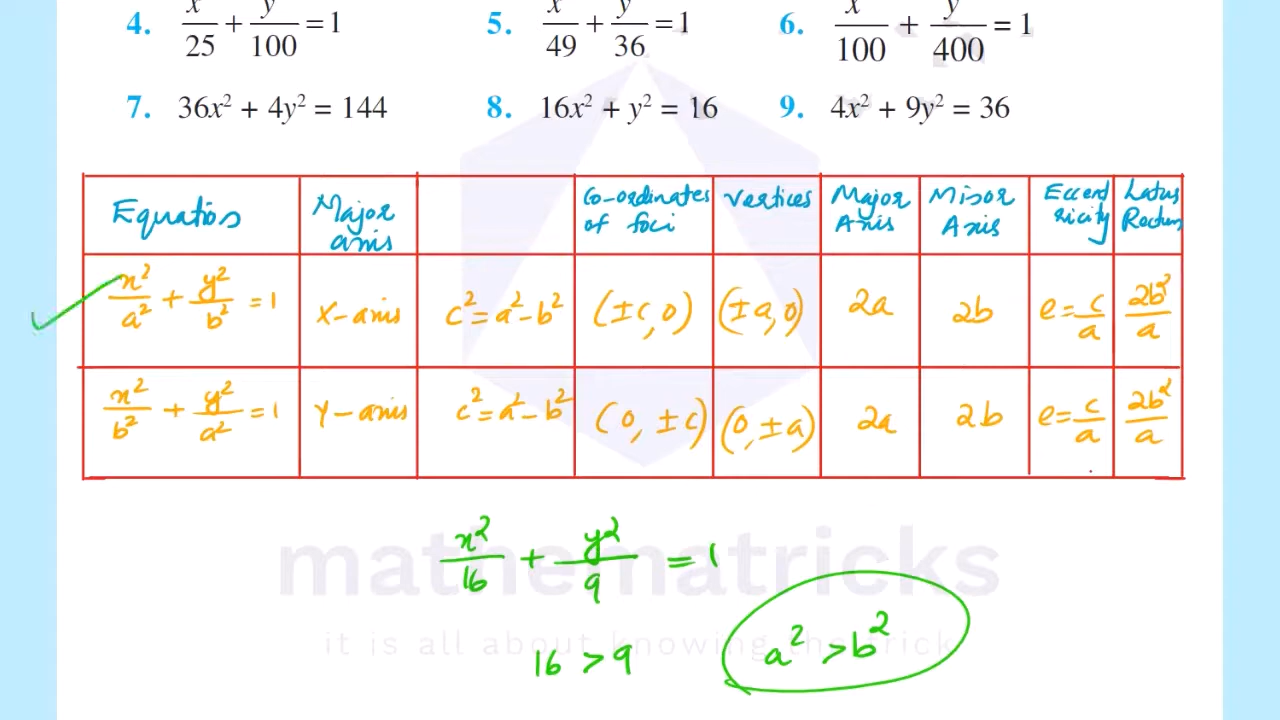 4. x/25 + y/100 = 1 5. x/49 + y/36 = 1 6. x/100 + y/400 = 1
7. 36x² + 4y² = 144 8. 16x² + y² = 16 9. 4x² + 9y² = 36
Equation Major axis Co-ordinates of foci Vertices Major Axis Minor Axis Eccentricity Latus Rectum
x²/a² + y²/b² = 1 X-axis c² = a² - b² (±c, 0) (±a, 0) 2a 2b e = c/a 2b²/a
x²/b² + y²/a² = 1 Y-axis c² = a² - b² (0, ±c) (0, ±a) 2a 2b e = c/a 2b²/a
x²/16 + y²/9 = 1
mathematricks
it is all about knowing the trick
16 > 9 a² > b²